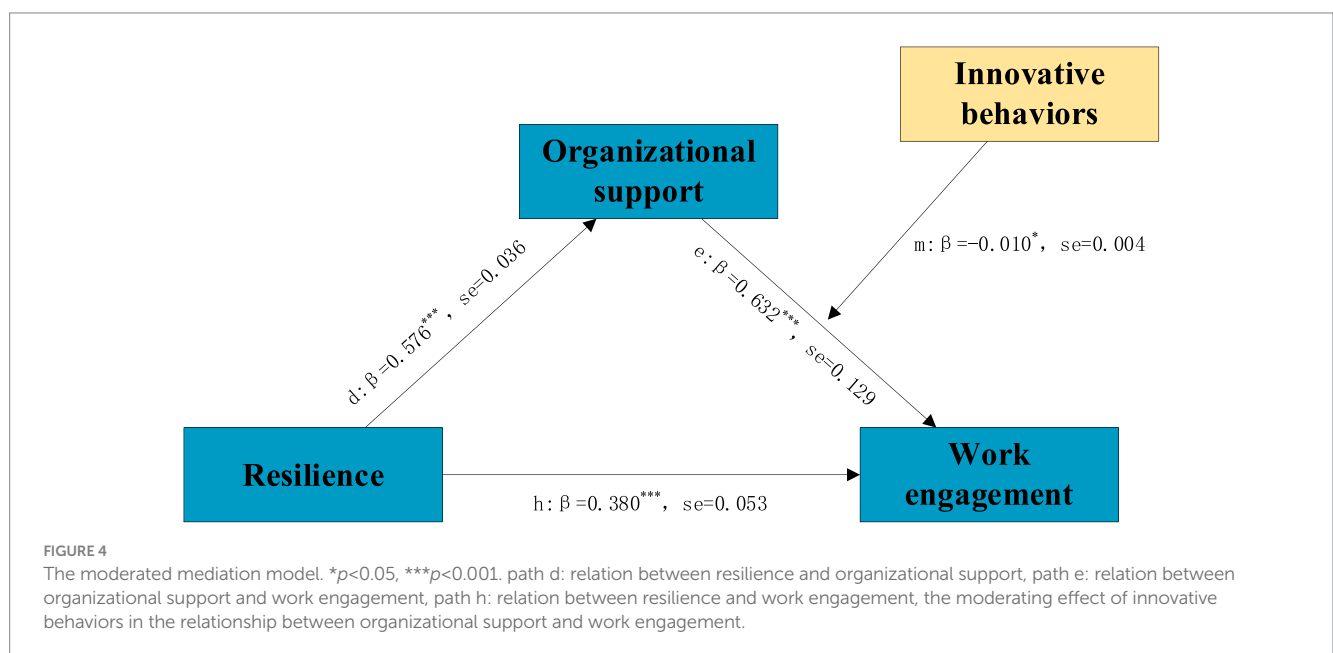 Innovative
behaviors
Organizational
support
m:β=-0.010*, se=0.004
d:β=0.576***, se=0.036
e:β=0.632***, se=0.129
Resilience
Work
engagement
h:β=0.380***, se=0.053
FIGURE 4
The moderated mediation model. *p<0.05, ***p<0.001. path d: relation between resilience and organizational support, path e: relation between
organizational support and work engagement, path h: relation between resilience and work engagement, the moderating effect of innovative
behaviors in the relationship between organizational support and work engagement.